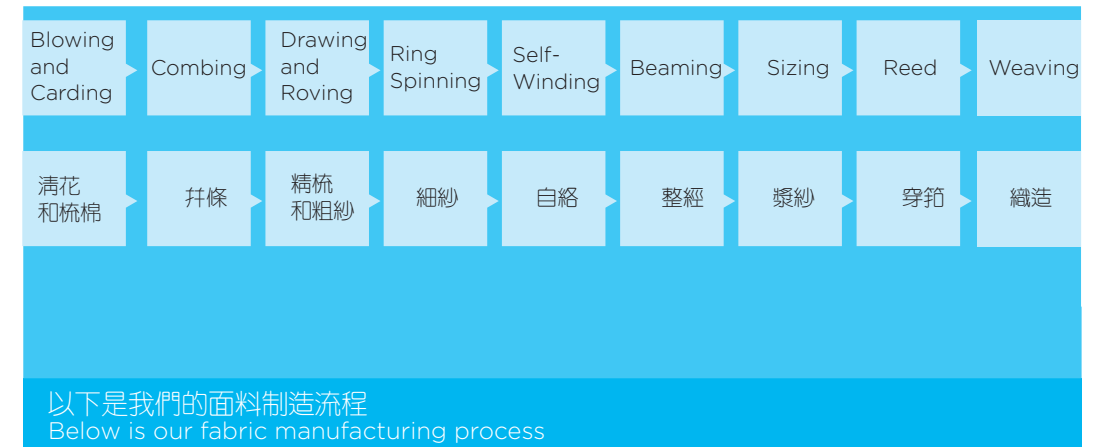 Blowing
and
Carding
Combing
Drawing
and
Roving
Ring
Spinning
Self-
Winding
Beaming
Sizing
Reed
Weaving
淸花
和梳棉
幷條
精梳
和粗紗
細紗
自絡
整經
漿紗
穿筘
織造
以下是我們的面料制造流程
Below is our fabric manufacturing process